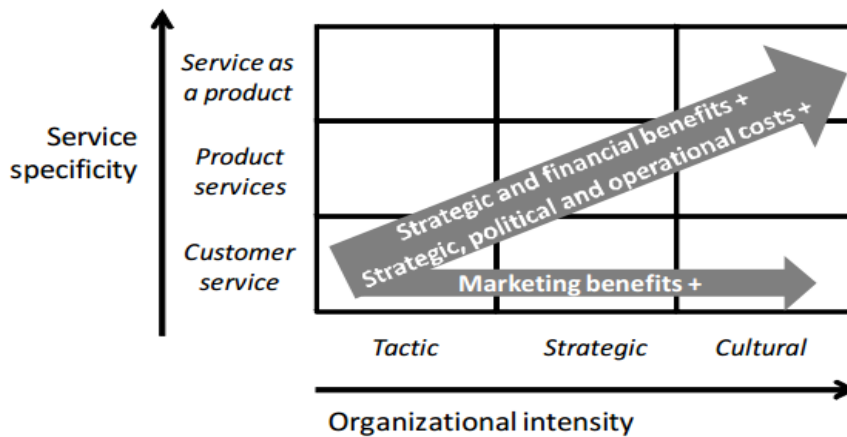 Service as
a product
Service
specificity
Product
services
Customer
service
Strategic and financial benefits +
Strategic, political and operational costs +
Marketing benefits +
Tactic
Strategic
Cultural
Organizational intensity